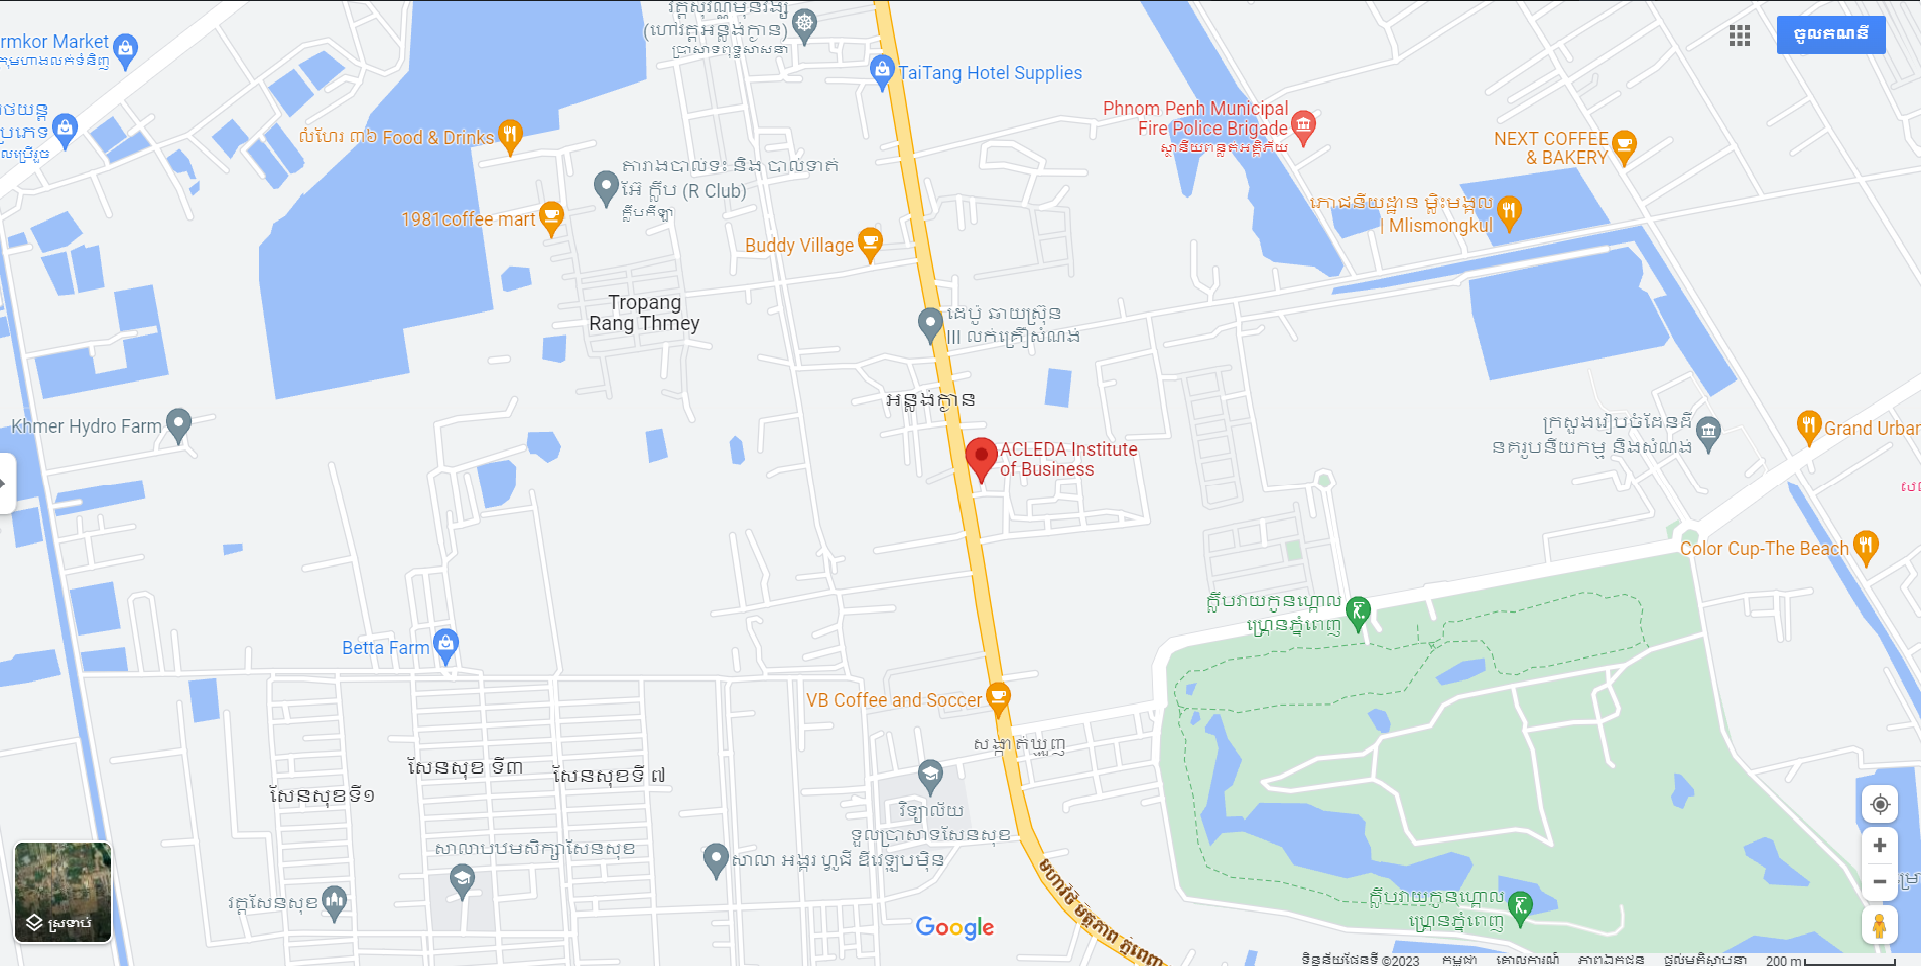 វត្តសុវណ្ណមុនីវង្ស
(ហៅវត្តអន្លង់ក្ងាន)
ប្រាសាទពុទ្ធសាសនា
rmkor Market
TaiTang Hotel Supplies
ចូលគណនី
Phnom Penh Municipal
Fire Police Brigade
ស្ថានីយពន្លត់អគ្គិភ័យ
NEXT COFFEE
& BAKERY
បំហែរ ៣៦ Food & Drinks
តារាងបាល់ទះ និង បាល់ទាត់
អ៊ែ ក្លឹប (R Club)
ក្លឹបកីឡា
1981coffee mart
ភោជនីយដ្ឋាន ម្លិះមង្គល
| Mlismongkul
Buddy Village
Tropang
Rang Thmey
ដេប៉ូ ឆាយស្រ៊ុន
III លក់គ្រឿសំណង់
អន្លង់ក្ងាន
Khmer Hydro Farm
ក្រសួងរៀបចំដែនដី
នគរូបនីយកម្ម និងសំណង់
Grand Urban
ACLEDA Institute
of Business
Color Cup-The Beach
ក្លឹបវាយកូនហ្គោល
ហ្គ្រេនភ្នំពេញ
Betta Farm
VB Coffee and Soccer
សង្កាត់ឃ្មួញ
សែនសុខ ទី៣
សែនសុខទី ៧
សែនសុខទី១
វិទ្យាល័យ
ទួលប្រាសាទសែនសុខ
សាលាបឋមសិក្សាសែនសុខ
សាលា អង្គរ ហ្វូជី ឌីវេឡបម៉ិន
វត្តសែនសុខ
មហាវិថី មិត្តភាព ភ្នំពេញ
ក្លឹបវាយកូនហ្គោល
ហ្គ្រេនភ្នំពេញ
ស្រទាប់
Google
ទិន្នន័យផែនទី ©2023 កម្ពុជា គោលការណ៍ ភាពឯកជន ផ្ដល់មតិស្ថាបនា 200 m